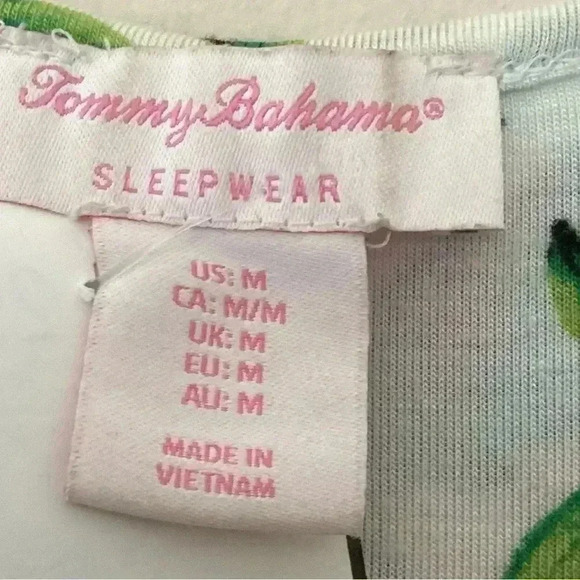 Tommy Bahama®
SLEEPWEAR
US: M
CA: M/M
UK: M
EU: M
AU: M
MADE IN
VIETNAM